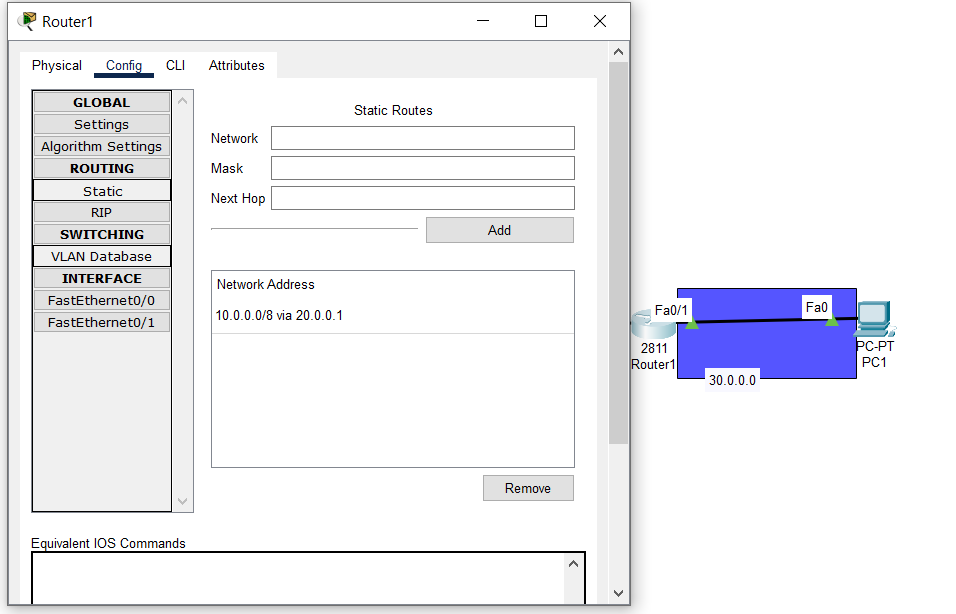 Router1
Physical Config CLI Attributes
GLOBAL
Settings
Algorithm Settings
ROUTING
Static
RIP
SWITCHING
VLAN Database
INTERFACE
FastEthernet0/0
FastEthernet0/1
Static Routes
Network
Mask
Next Hop
Add
Network Address
10.0.0.0/8 via 20.0.0.1
Remove
Equivalent IOS Commands
Fa0/1
Fa0
2811
Router1
PC-PT
PC1
30.0.0.0